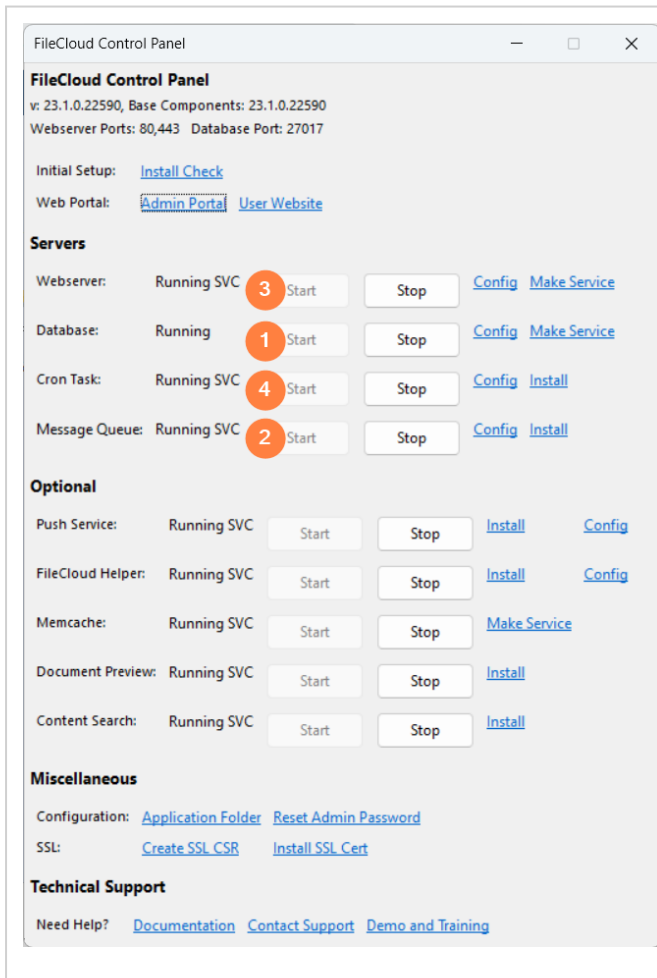 FileCloud Control Panel
FileCloud Control Panel
v: 23.1.0.22590, Base Components: 23.1.0.22590
Webserver Ports: 80,443 Database Port: 27017
Initial Setup: Install Check
Web Portal: Admin Portal User Website
Servers
Webserver: Running SVC 3 Start Stop Config Make Service
Database: Running 1 Start Stop Config Make Service
Cron Task: Running SVC 4 Start Stop Config Install
Message Queue: Running SVC 2 Start Stop Config Install
Optional
Push Service: Running SVC Start Stop Install Config
FileCloud Helper: Running SVC Start Stop Install Config
Memcache: Running SVC Start Stop Make Service
Document Preview: Running SVC Start Stop Install
Content Search: Running SVC Start Stop Install
Miscellaneous
Configuration: Application Folder Reset Admin Password
SSL: Create SSL CSR Install SSL Cert
Technical Support
Need Help? Documentation Contact Support Demo and Training